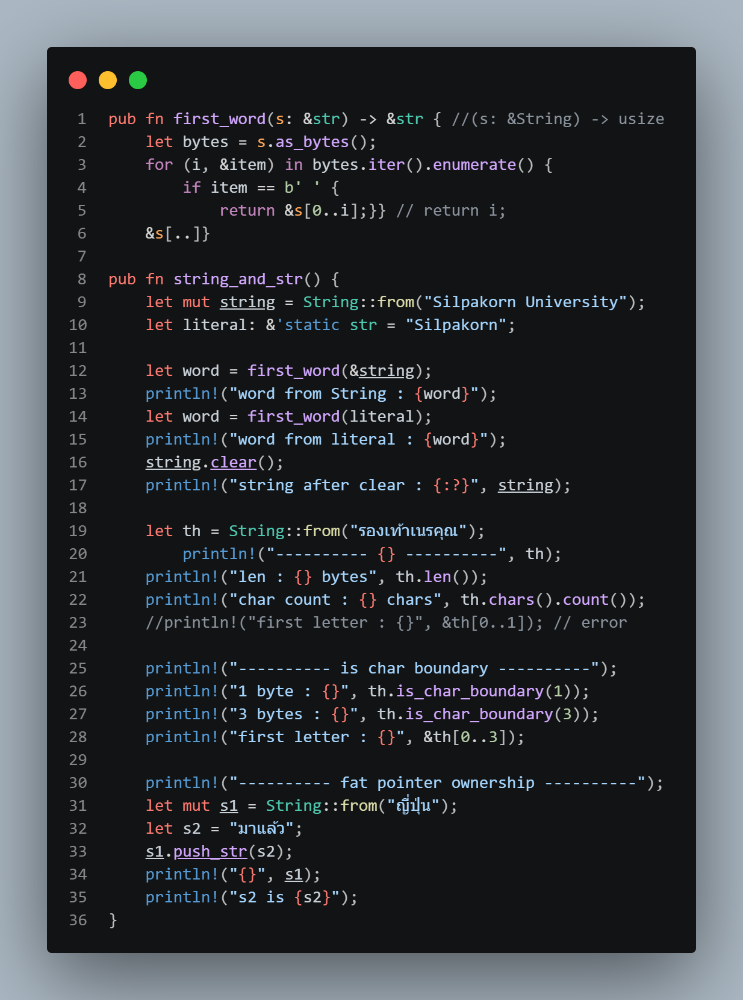 1 pub fn first_word(s: &str) -> &str { //(s: &String) -> usize
2     let bytes = s.as_bytes();
3     for (i, &item) in bytes.iter().enumerate() {
4         if item == b' ' {
5             return &s[0..i];}} // return i;
6     &s[..]}
7
8 pub fn string_and_str() {
9     let mut string = String::from("Silpakorn University");
10     let literal: &'static str = "Silpakorn";
11
12     let word = first_word(&string);
13     println!("word from String : {word}");
14     let word = first_word(literal);
15     println!("word from literal : {word}");
16     string.clear();
17     println!("string after clear : {:?}", string);
18
19     let th = String::from("รองเท้าเนรคุณ");
20         println!("---------- {} ----------", th);
21     println!("len : {} bytes", th.len());
22     println!("char count : {} chars", th.chars().count());
23     //println!("first letter : {}", &th[0..1]); // error
24
25     println!("---------- is char boundary ----------");
26     println!("1 byte : {}", th.is_char_boundary(1));
27     println!("3 bytes : {}", th.is_char_boundary(3));
28     println!("first letter : {}", &th[0..3]);
29
30     println!("---------- fat pointer ownership ----------");
31     let mut s1 = String::from("ญี่ปุ่น");
32     let s2 = "มาแล้ว";
33     s1.push_str(s2);
34     println!("{}", s1);
35     println!("s2 is {s2}");
36 }